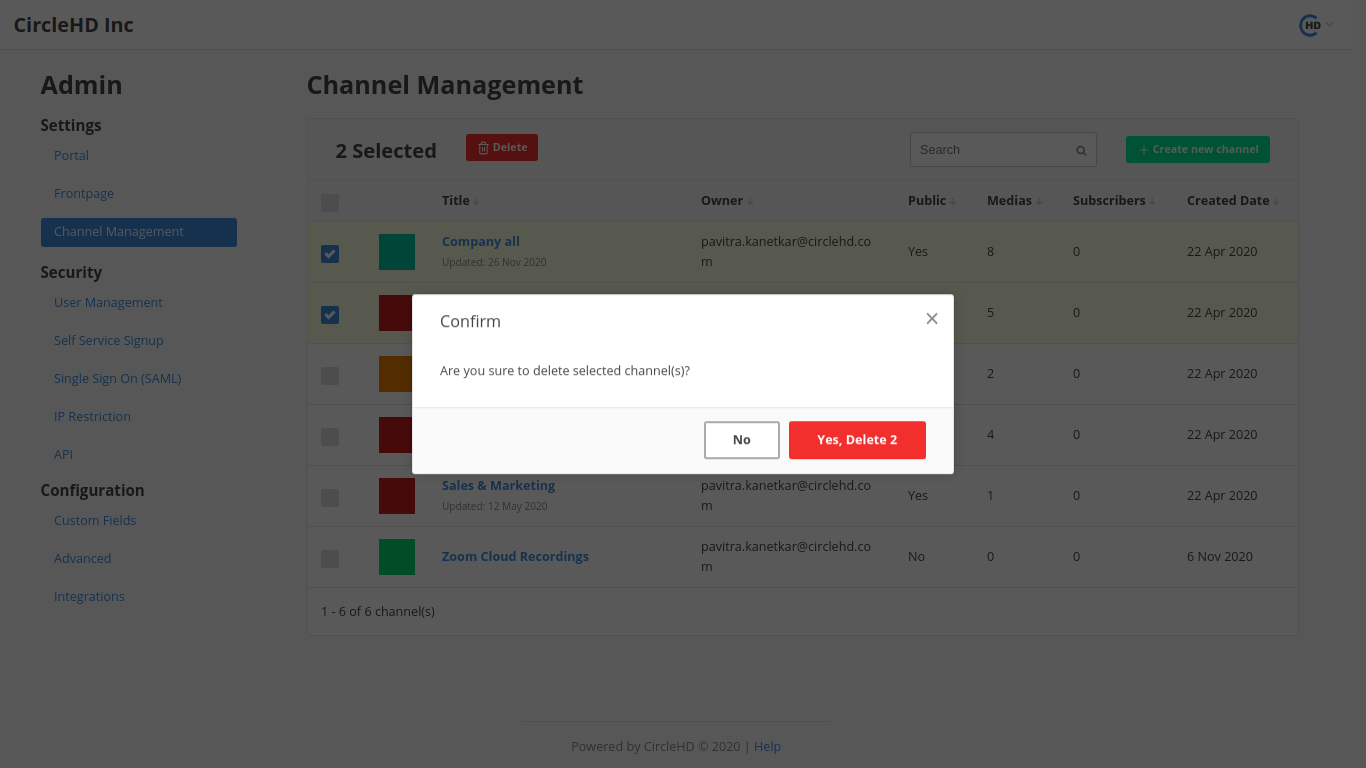 CircleHD Inc
HD
Admin
Settings
Portal
Frontpage
Channel Management
Security
User Management
Self Service Signup
Single Sign On (SAML)
IP Restriction
API
Configuration
Custom Fields
Advanced
Integrations
Channel Management
2 Selected
Delete
Search
+ Create new channel
Title Owner Public Medias Subscribers Created Date
Company all
Updated: 26 Nov 2020
pavitra.kanetkar@circlehd.co
m
Yes 8 0 22 Apr 2020
5 0 22 Apr 2020
2 0 22 Apr 2020
4 0 22 Apr 2020
Confirm
Are you sure to delete selected channel(s)?
No
Yes, Delete 2
Sales & Marketing
Updated: 12 May 2020
pavitra.kanetkar@circlehd.co
m
Yes 1 0 22 Apr 2020
Zoom Cloud Recordings
pavitra.kanetkar@circlehd.co
m
No 0 0 6 Nov 2020
1 - 6 of 6 channel(s)
Powered by CircleHD © 2020 | Help